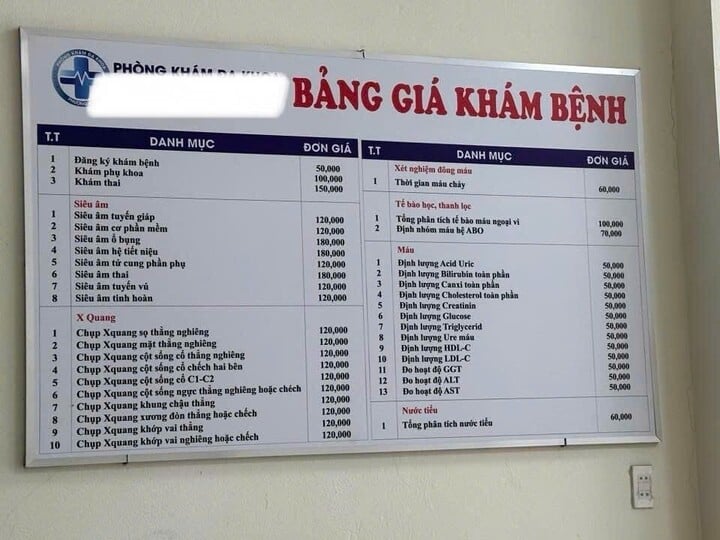 PHÒNG KHÁM ĐA KHOA
PHÒNG KHÁM ĐA KHOA
BẢNG GIÁ KHÁM BỆNH
T.T DANH MỤC ĐƠN GIÁ
1 Đăng ký khám bệnh 50,000
2 Khám phụ khoa 100,000
3 Khám thai 150,000
Siêu âm
1 Siêu âm tuyến giáp 120,000
2 Siêu âm cơ phần mềm 120,000
3 Siêu âm ổ bụng 180,000
4 Siêu âm hệ tiết niệu 180,000
5 Siêu âm tử cung phần phụ 120,000
6 Siêu âm thai 180,000
7 Siêu âm tuyến vú 120,000
8 Siêu âm tinh hoàn 120,000
X Quang
1 Chụp Xquang sọ thẳng nghiêng 120,000
2 Chụp Xquang mặt thẳng nghiêng 120,000
3 Chụp Xquang cột sống cổ thẳng nghiêng 120,000
4 Chụp Xquang cột sống cổ chếch hai bên 120,000
5 Chụp Xquang cột sống cổ C1-C2 120,000
6 Chụp Xquang cột sống ngực thẳng nghiêng hoặc chéch 120,000
7 Chụp Xquang khung chậu thẳng 120,000
8 Chụp Xquang xương đòn thẳng hoặc chếch 120,000
9 Chụp Xquang khớp vai thẳng 120,000
10 Chụp Xquang khớp vai nghiêng hoặc chếch 120,000
T.T DANH MỤC ĐƠN GIÁ
Xét nghiệm đông máu
1 Thời gian máu chảy 60,000
Tế bào học, thanh lọc
1 Tổng phân tích tế bào máu ngoại vi 100,000
2 Định nhóm máu hệ ABO 70,000
Máu
1 Định lượng Acid Uric 50,000
2 Định lượng Bilirubin toàn phần 50,000
3 Định lượng Canxi toàn phần 50,000
4 Định lượng Cholesterol toàn phần 50,000
5 Định lượng Creatinin 50,000
6 Định lượng Glucose 50,000
7 Định lượng Triglycerid 50,000
8 Định lượng Ure máu 50,000
9 Định lượng HDL-C 50,000
10 Định lượng LDL-C 50,000
11 Đo hoạt độ GGT 50,000
12 Đo hoạt độ ALT 50,000
13 Đo hoạt độ AST 50,000
Nước tiểu
1 Tổng phân tích nước tiểu 60,000